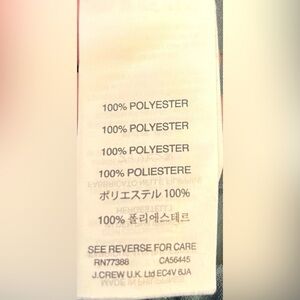 100% POLYESTER
100% POLYESTER
100% POLYESTER
100% POLIESTERE
ポリエステル 100%
100% 폴리에스테르
SEE REVERSE FOR CARE
RN77388 CA56445
J.CREW U.K. Ltd EC4V 6JA